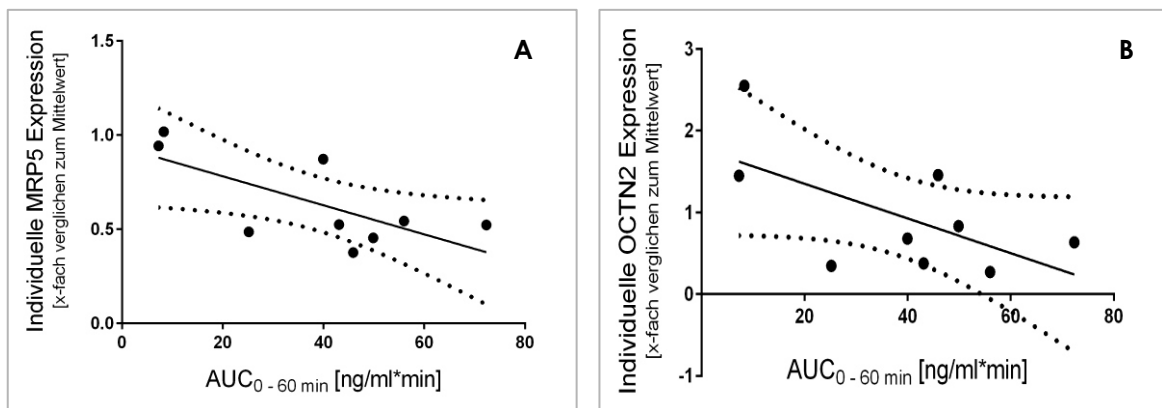 A
Individuelle MRP5 Expression
[x-fach verglichen zum Mittelwert]
1.5
1.0
0.5
0.0
0
20
40
60
80
AUC0 - 60 min [ng/ml*min]
B
Individuelle OCTN2 Expression
[x-fach verglichen zum Mittelwert]
3
2
1
0
-1
20
40
60
80
AUC0 - 60 min [ng/ml*min]